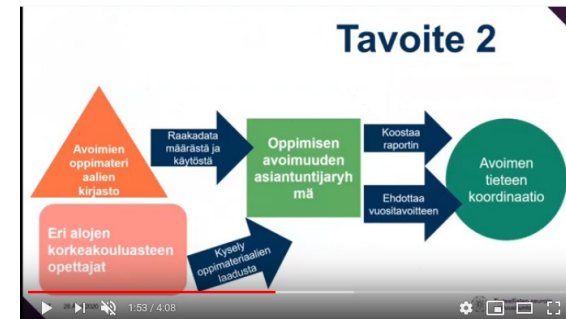 Tavoite 2
Avoimien
oppimateri
aalien
kirjasto
Raakadata
määrästä ja
käytöstä
Oppimisen
avoimuuden
asiantuntijaryh
mä
Koostaa
raportin
Ehdottaa
vuositavoitteen
Avoimen
tieteen
koordinaatio
Eri alojen
korkeakouluasteen
opettajat
Kysely
oppimateriaalien
laadusta
1:53 / 4:08